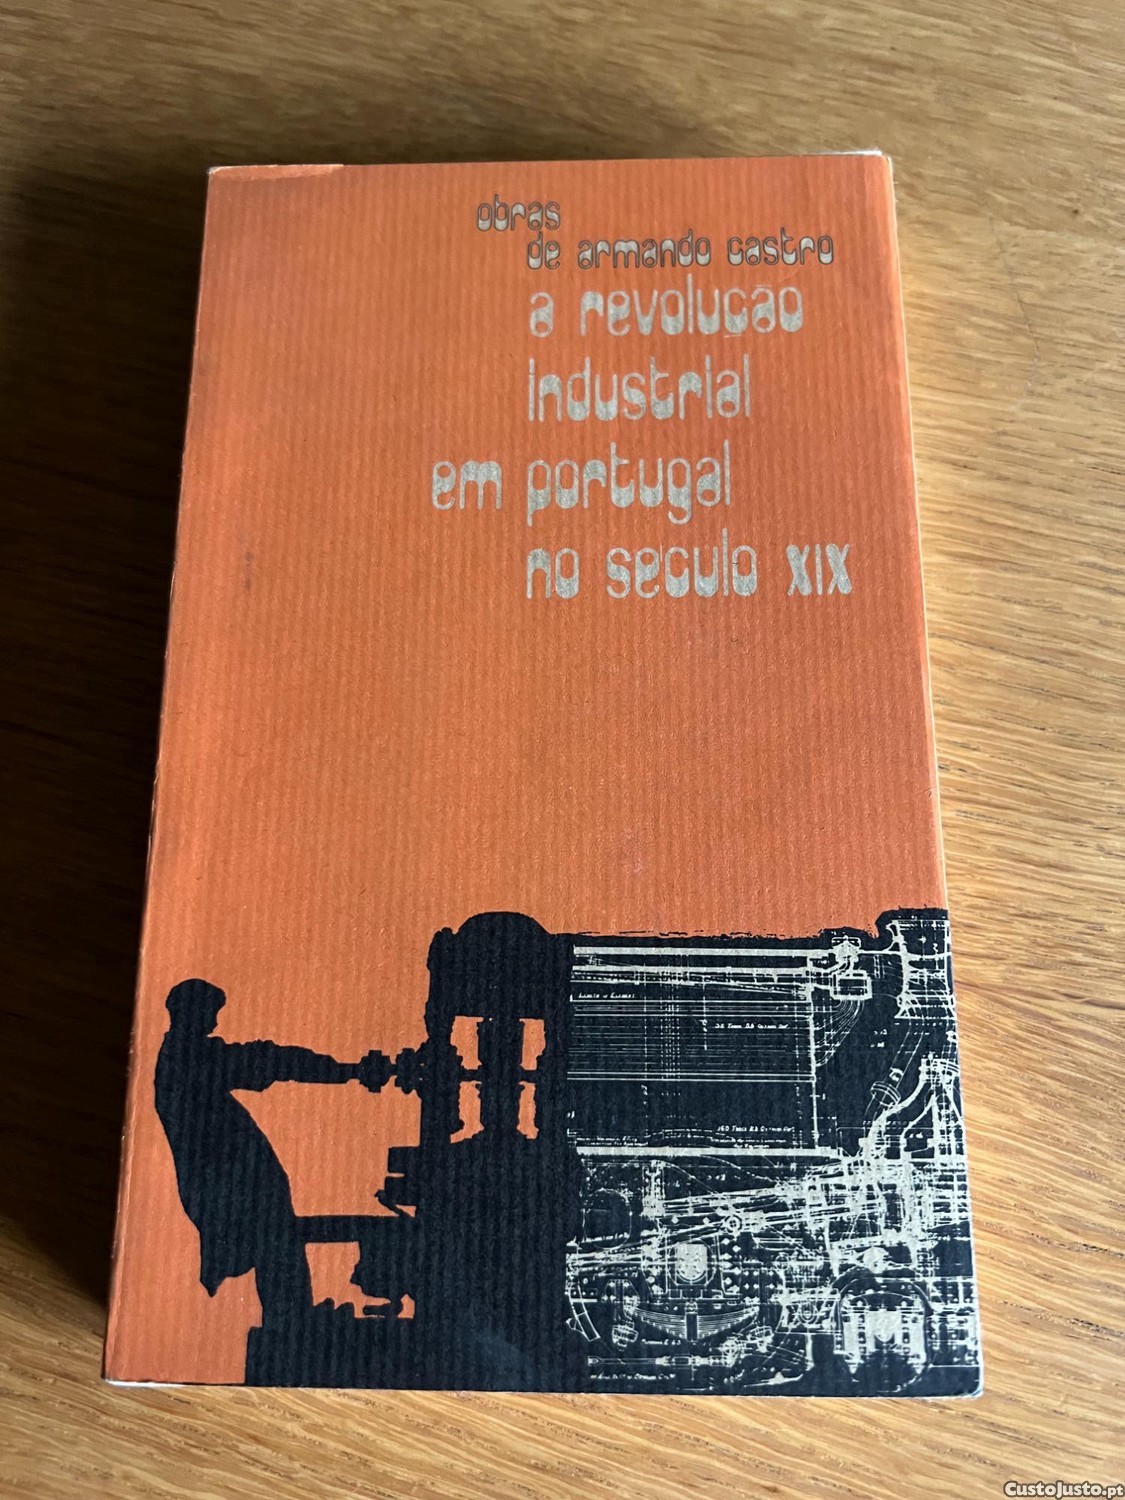 obras
de armando castro
a revolução
industrial
em portugal
no século XIX
CustoJusto.pt